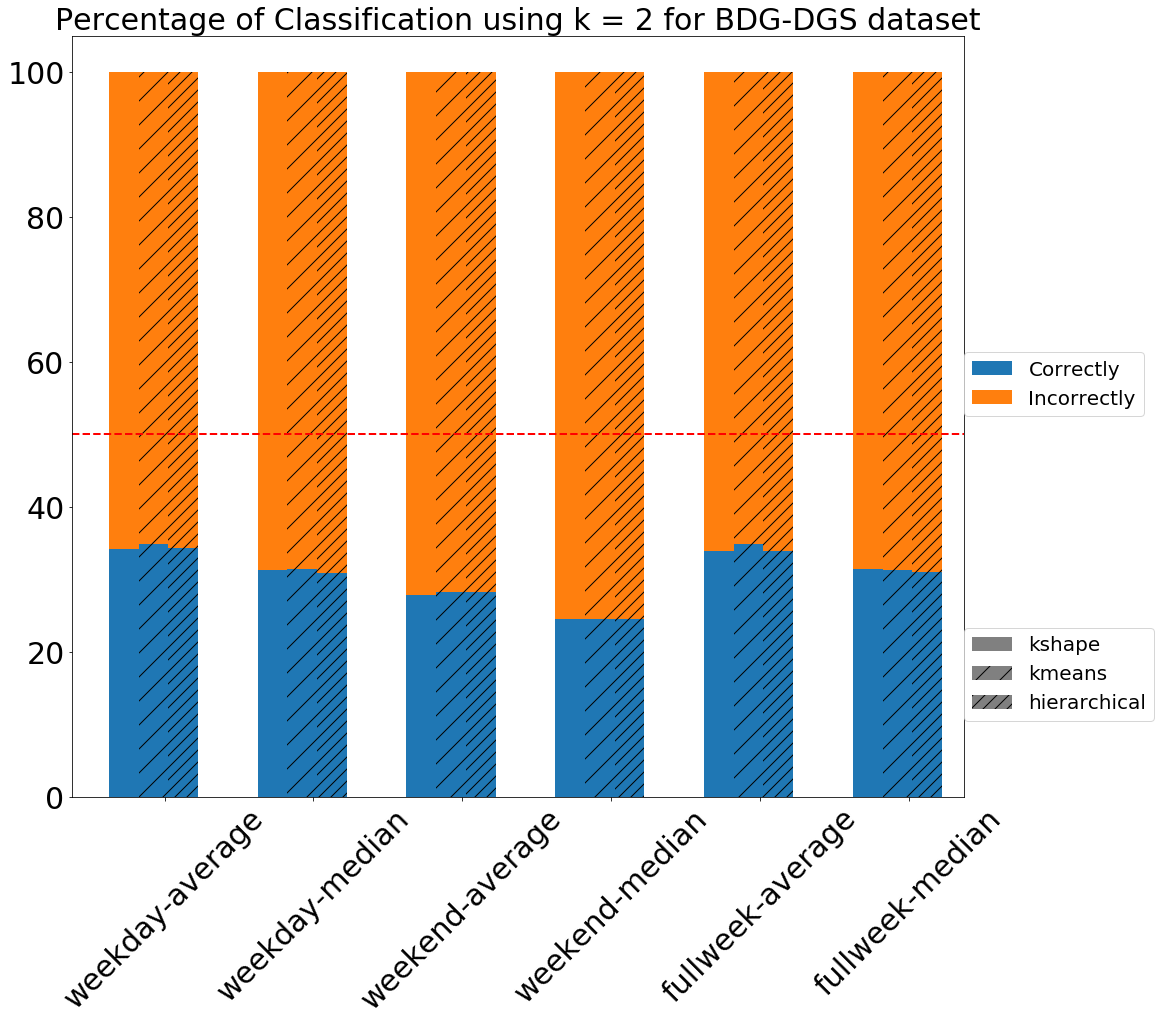 Percentage of Classification using k = 2 for BDG-DGS dataset
100
80
60
40
20
0
weekday-average
weekday-median
weekend-average
weekend-median
fullweek-average
fullweek-median
Correctly
Incorrectly
kshape
kmeans
hierarchical